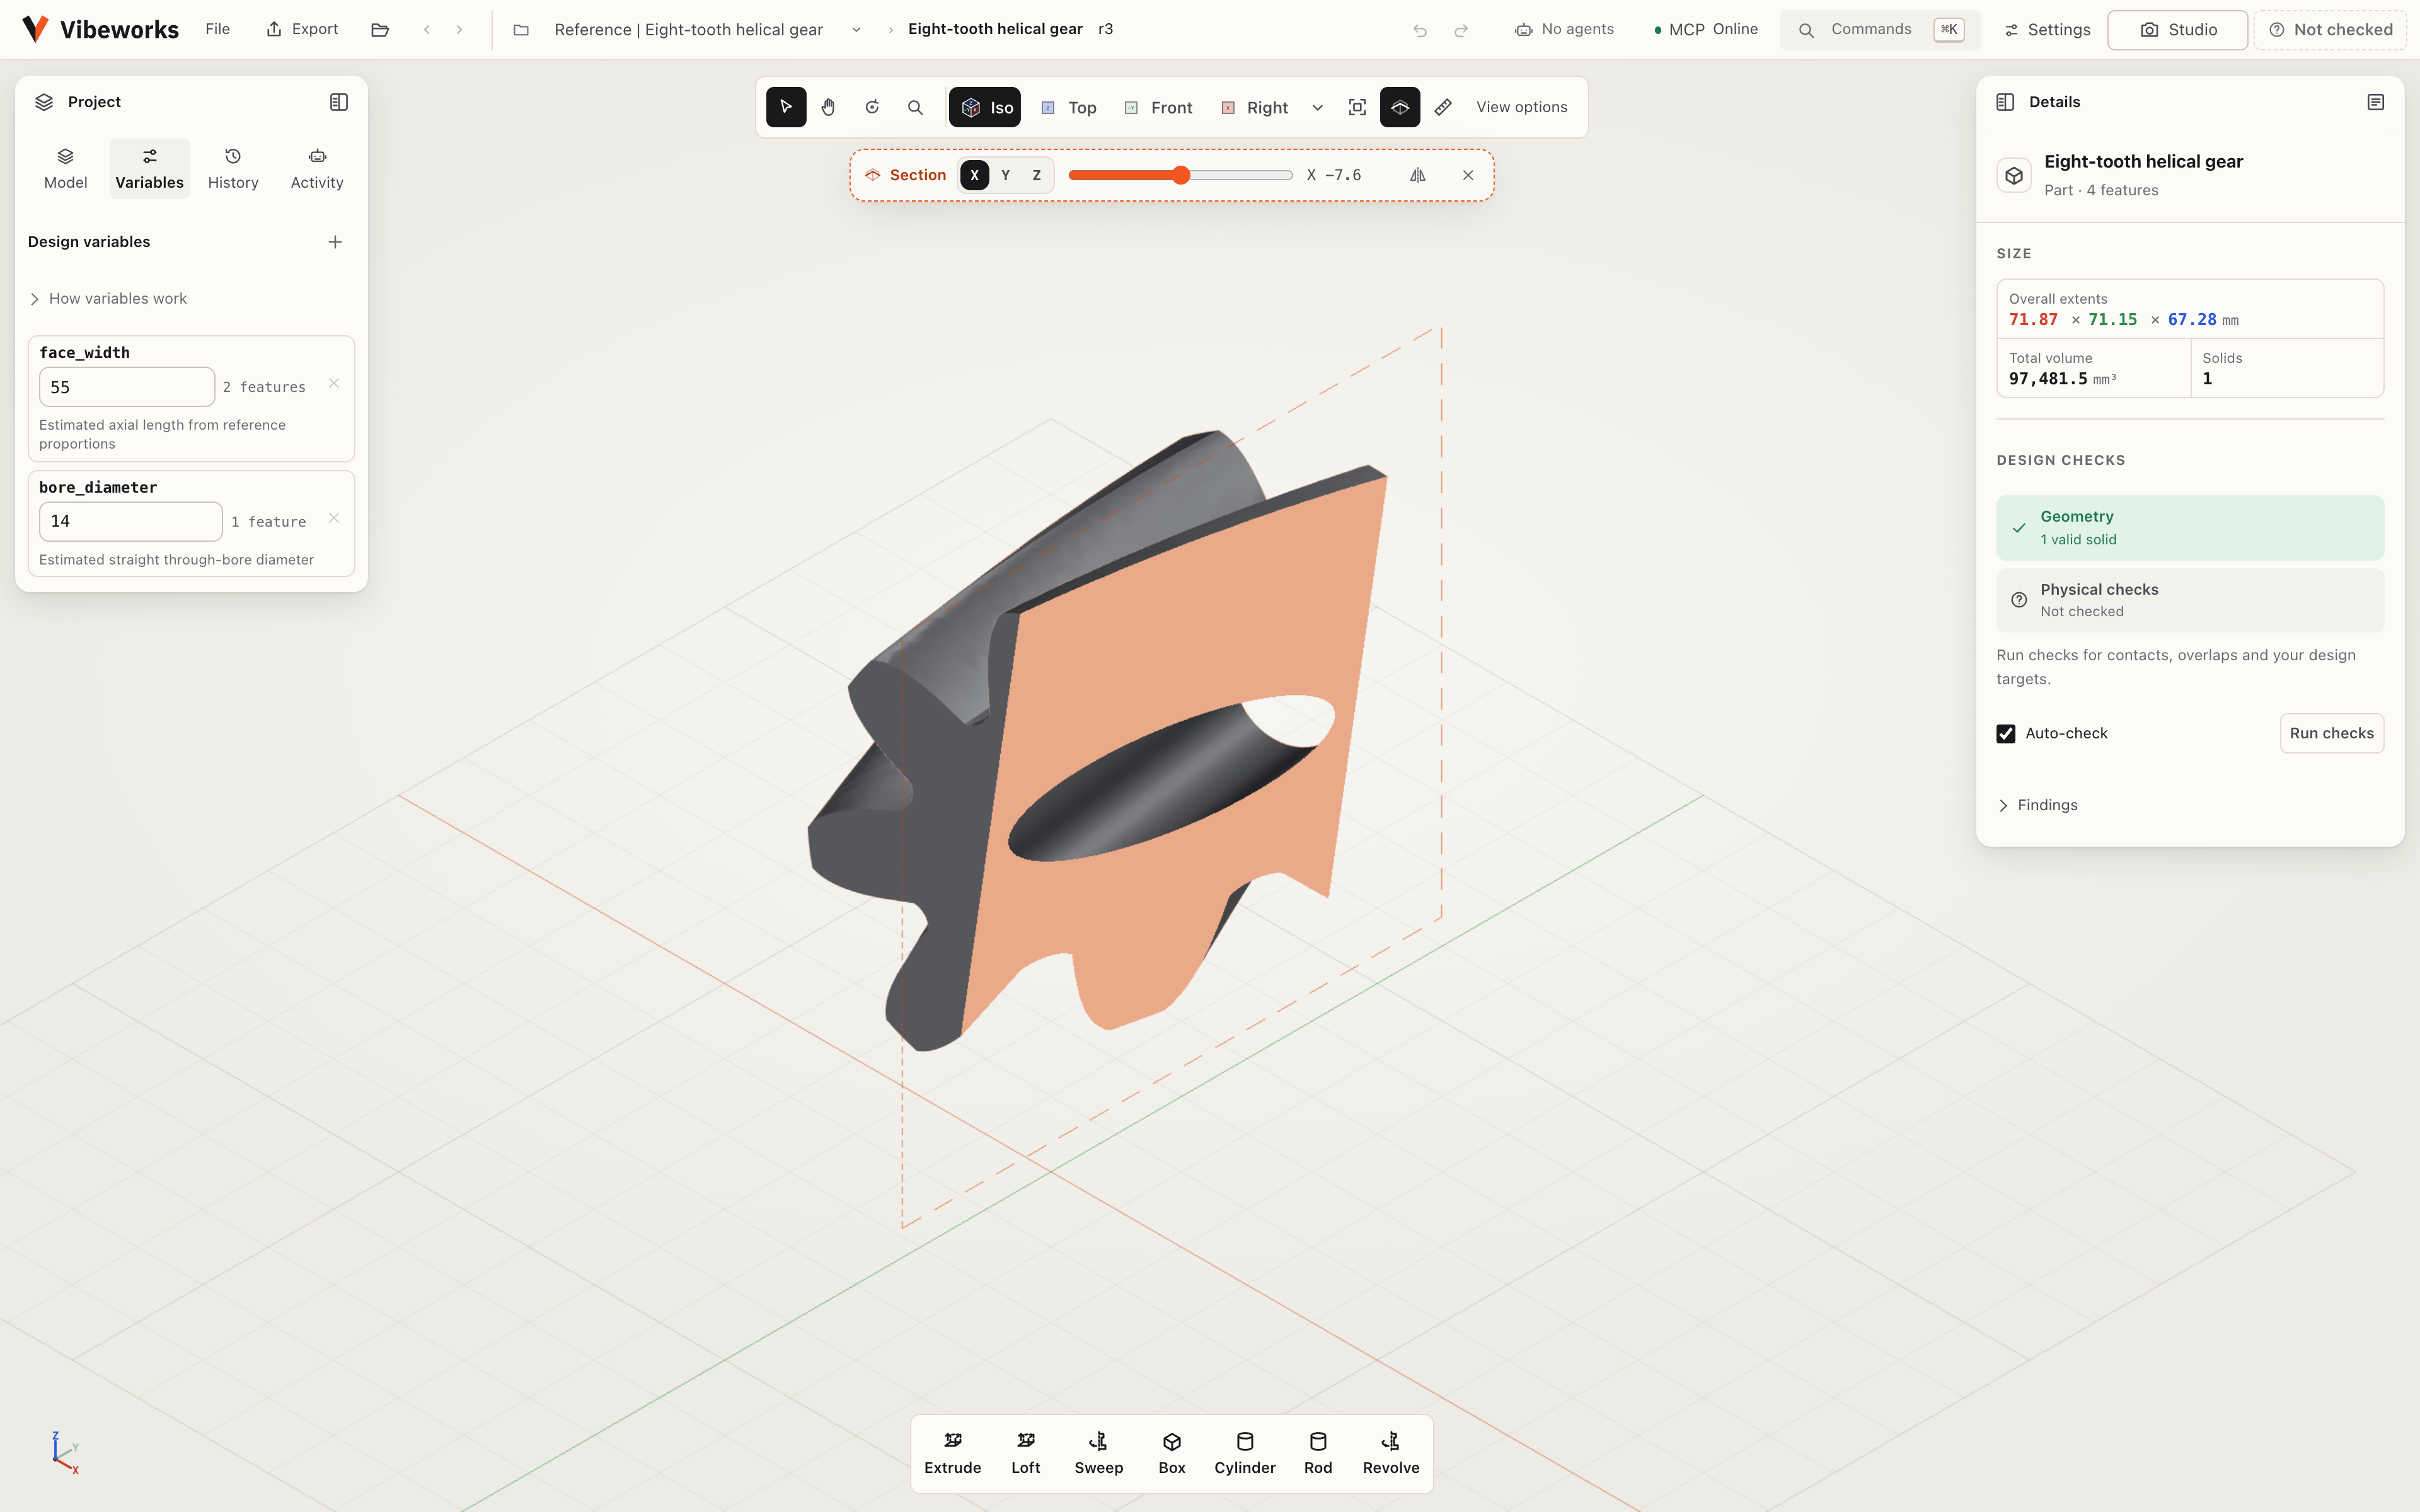 Vibeworks File Export Reference | Eight-tooth helical gear › Eight-tooth helical gear r3 No agents MCP Online Commands ⌘K Settings Studio Not checked
Project
Model Variables History Activity
Design variables
How variables work
face_width
55 2 features
Estimated axial length from reference
proportions
bore_diameter
14 1 feature
Estimated straight through-bore diameter
Iso Top Front Right View options
Section X Y Z X −7.6
Details
Eight-tooth helical gear
Part · 4 features
SIZE
Overall extents
71.87 × 71.15 × 67.28 mm
Total volume Solids
97,481.5 mm³ 1
DESIGN CHECKS
Geometry
1 valid solid
Physical checks
Not checked
Run checks for contacts, overlaps and your design
targets.
Auto-check Run checks
Findings
Z
Y
X
Extrude Loft Sweep Box Cylinder Rod Revolve